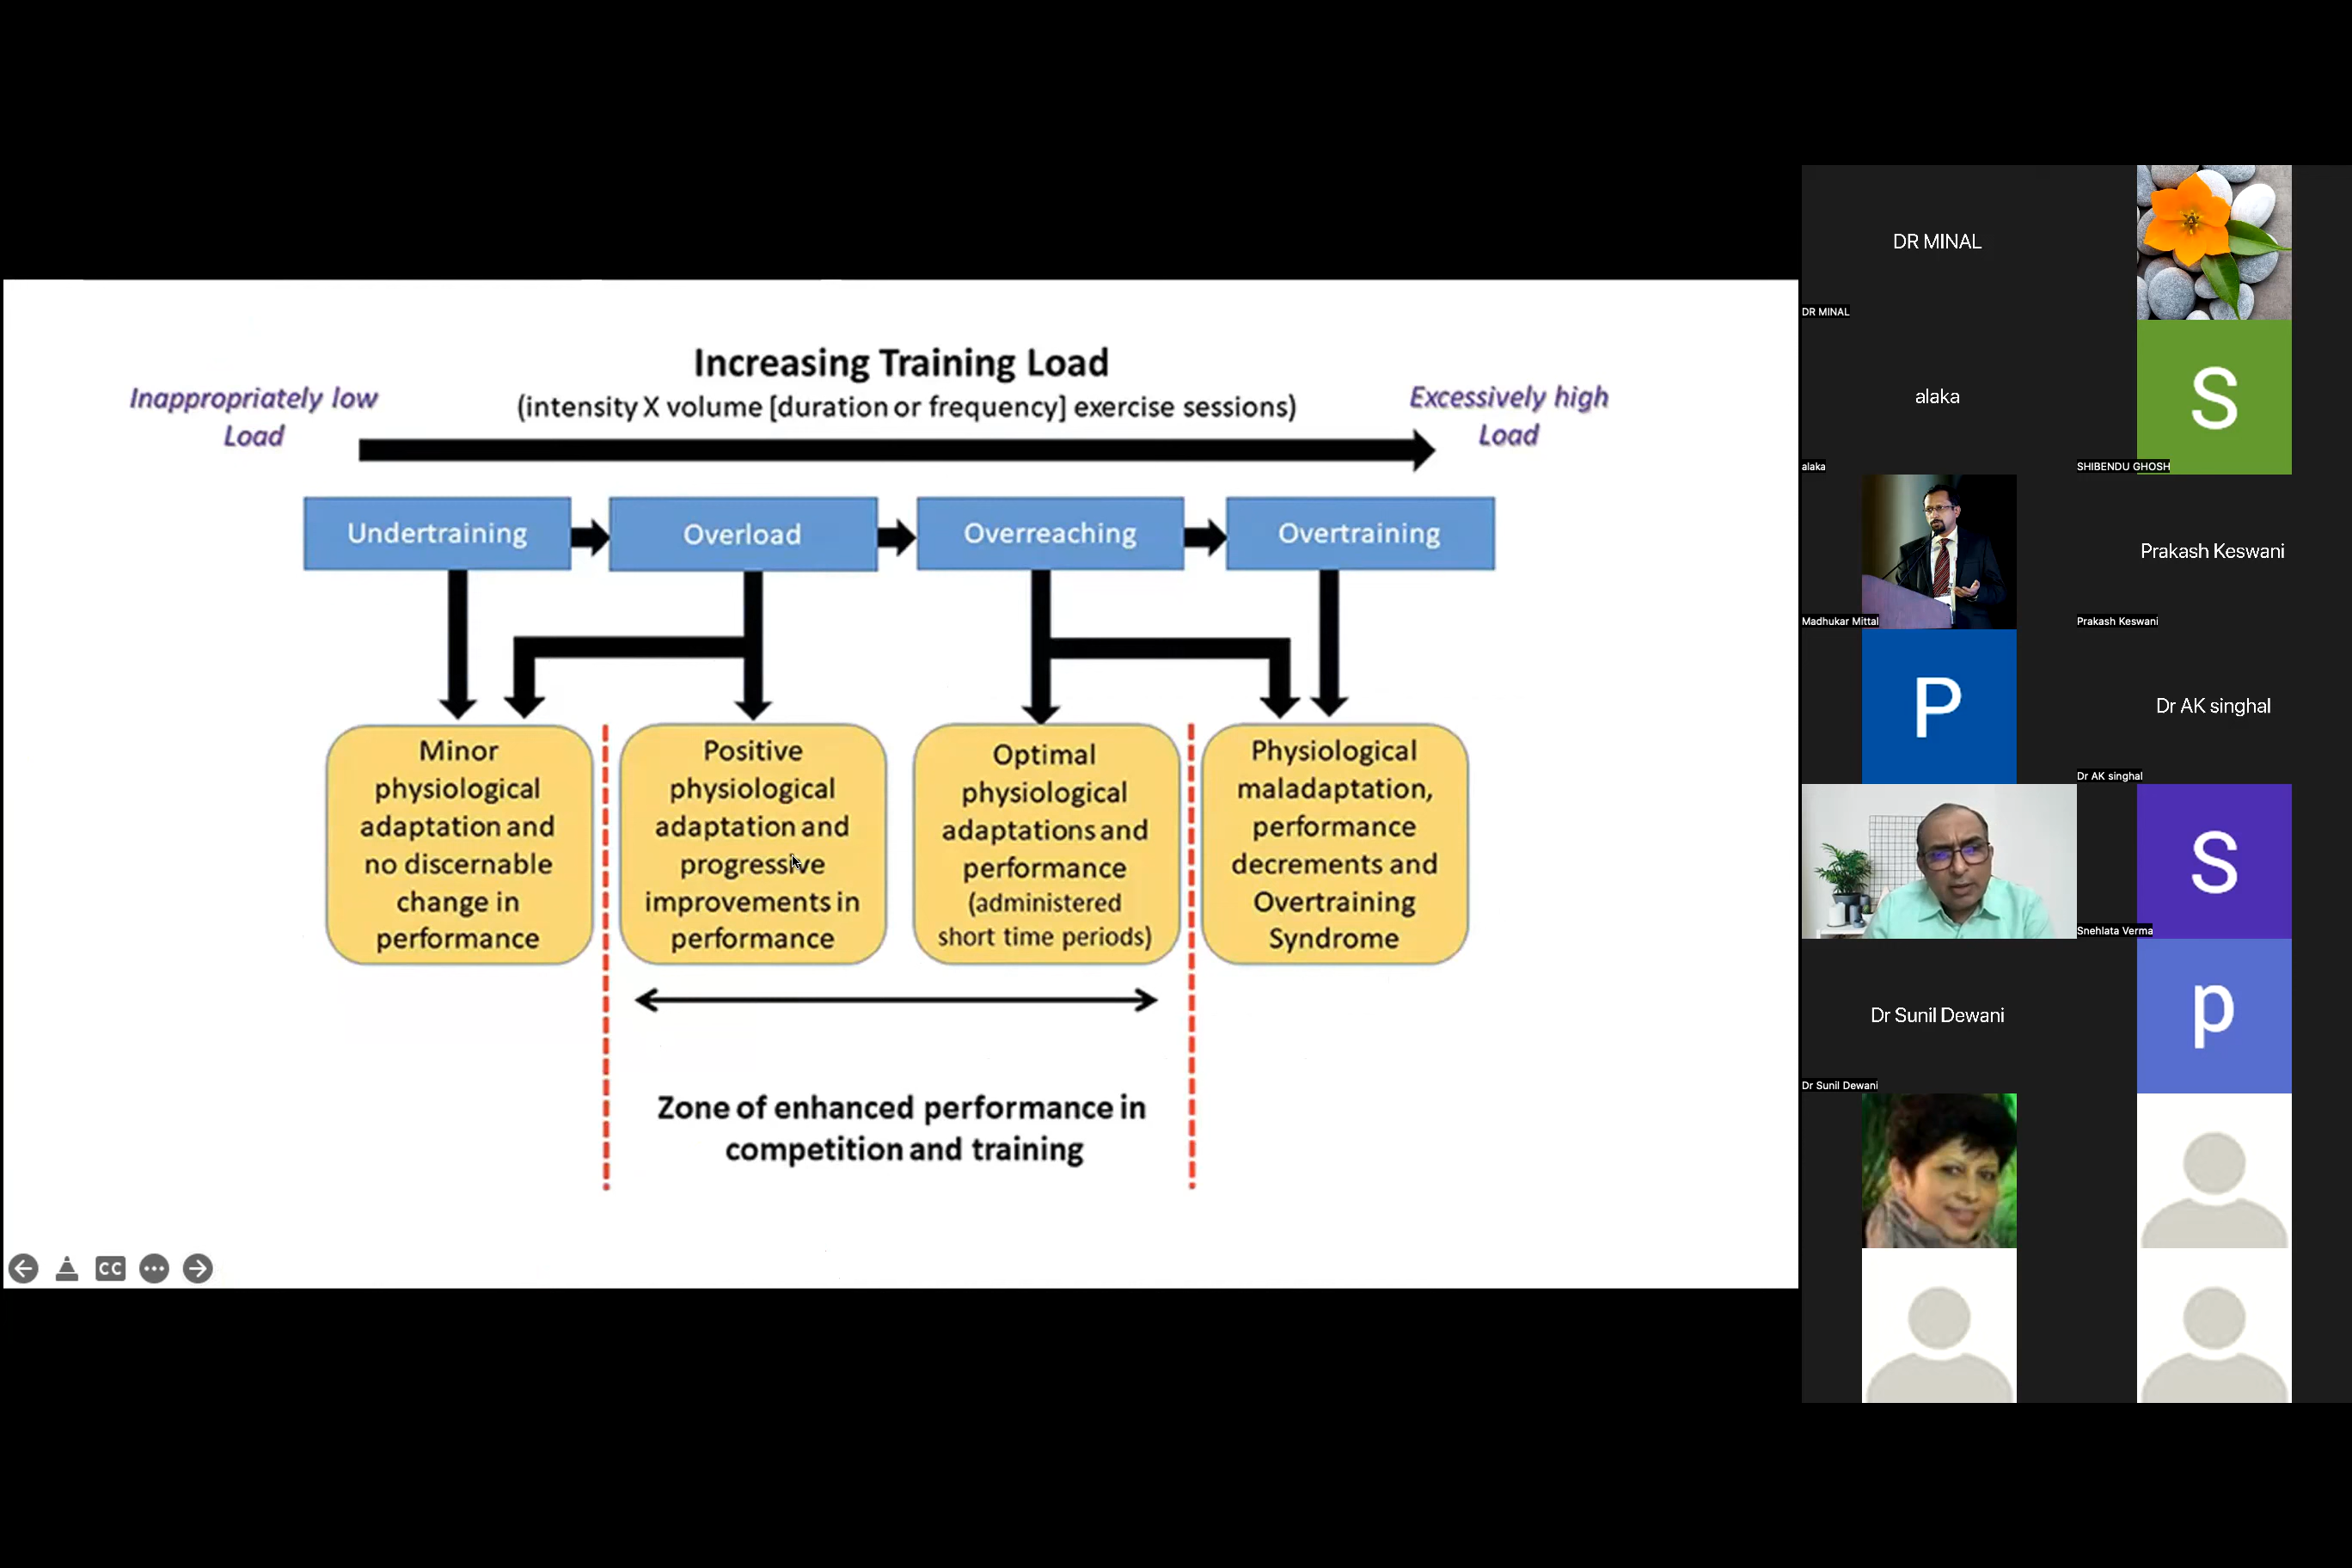 Increasing Training Load
(intensity X volume [duration or frequency] exercise sessions)
Inappropriately low
Load
Excessively high
Load
Undertraining
Overload
Overreaching
Overtraining
Minor
physiological
adaptation and
no discernable
change in
performance
Positive
physiological
adaptation and
progressive
improvements in
performance
Optimal
physiological
adaptations and
performance
(administered
short time periods)
Physiological
maladaptation,
performance
decrements and
Overtraining
Syndrome
Zone of enhanced performance in
competition and training
CC
DR MINAL
DR MINAL
alaka
alaka
S
SHIBENDU GHOSH
Madhukar Mittal
Prakash Keswani
Prakash Keswani
P
Dr AK singhal
Dr AK singhal
S
Snehlata Verma
Dr Sunil Dewani
Dr Sunil Dewani
p